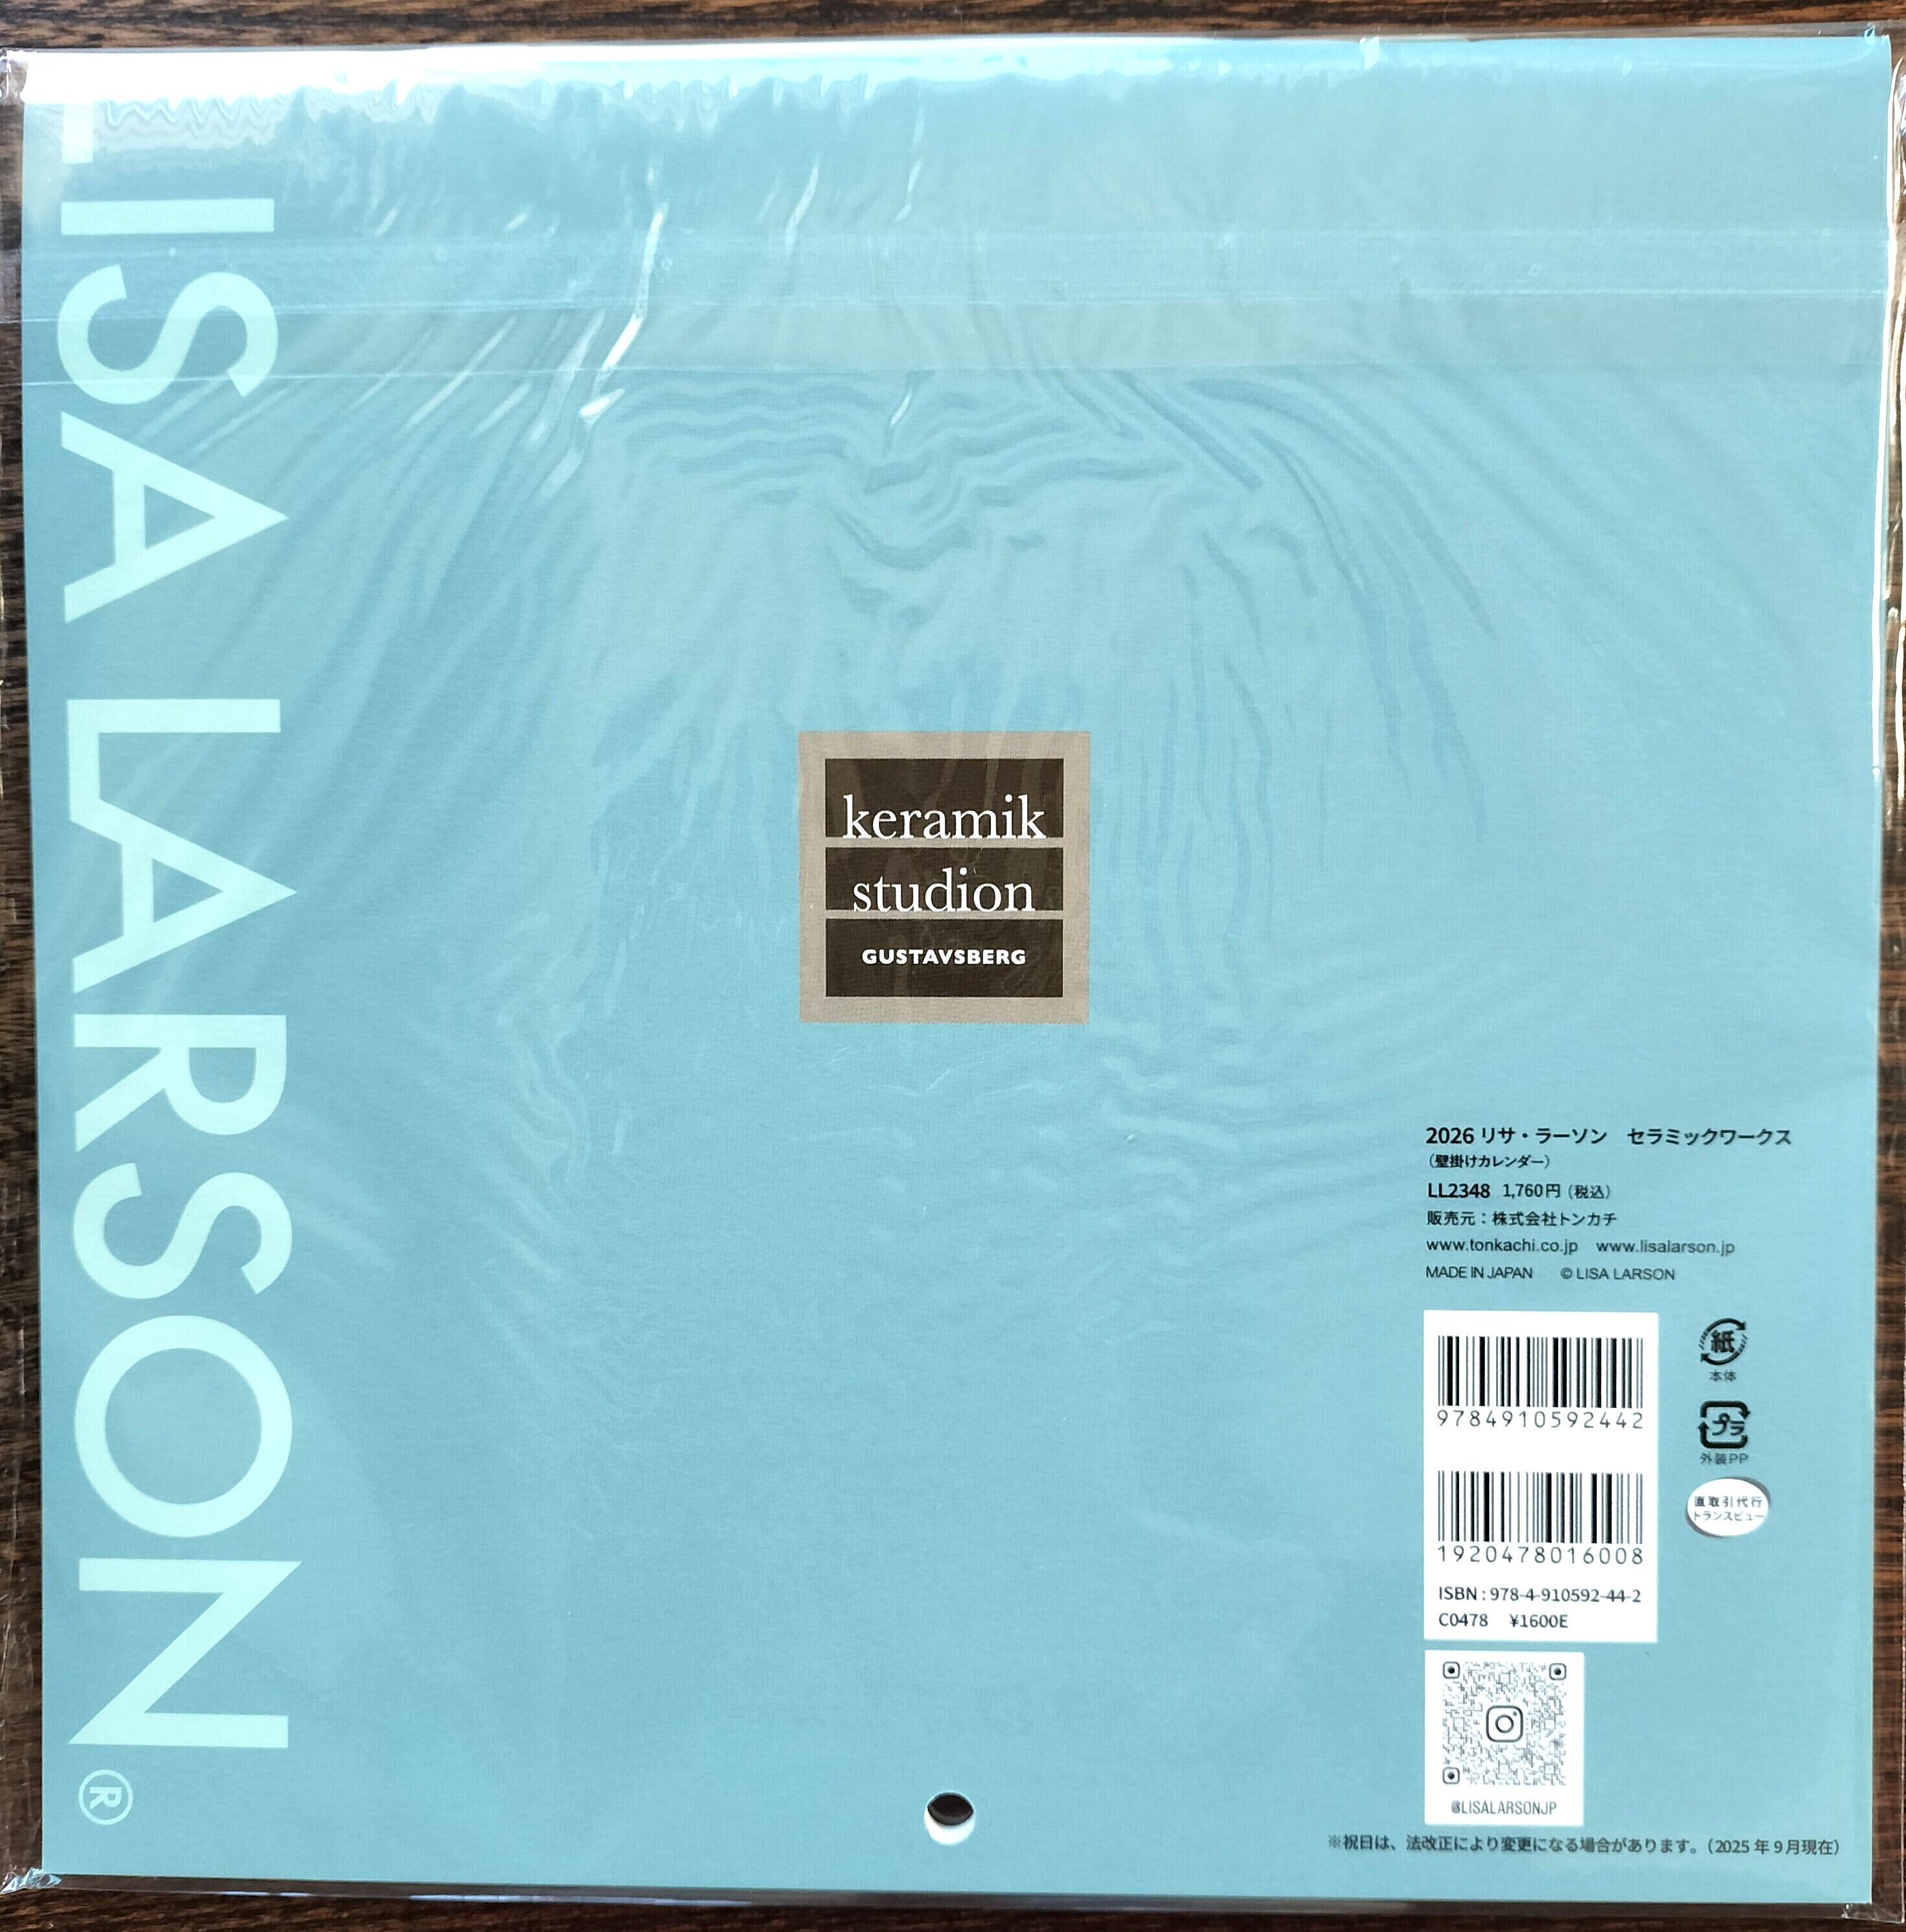 LISA LARSON®
keramik
studion
GUSTAVSBERG
2026 リサ・ラーソン　セラミックワークス
（壁掛けカレンダー）
LL2348 1,760円（税込）
販売元：株式会社トンカチ
www.tonkachi.co.jp www.lisalarson.jp
MADE IN JAPAN © LISA LARSON
9784910592442
1920478016008
ISBN : 978-4-910592-44-2
C0478 ¥1600E
紙
本体
プラ
外装PP
直取引代行
トランスビュー
@LISALARSONJP
※祝日は、法改正により変更になる場合があります。（2025 年 9 月現在）